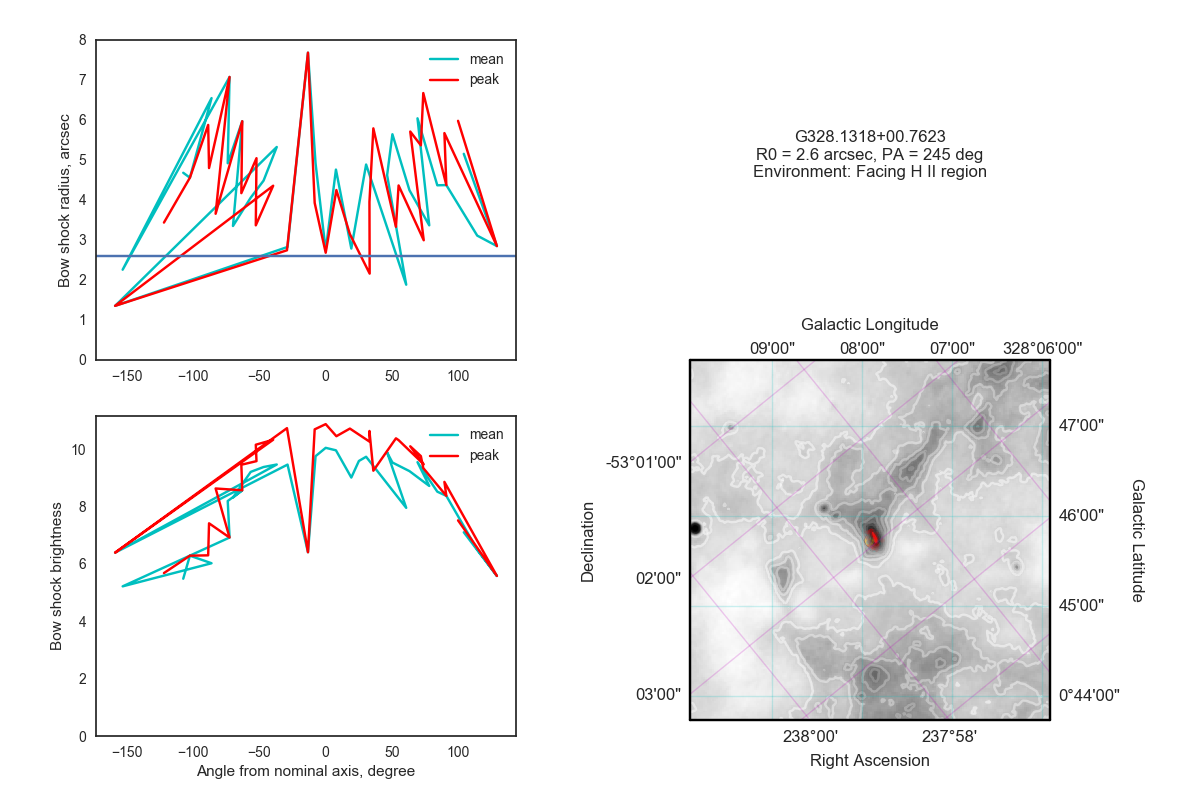 8
7
6
5
4
3
2
1
0
Bow shock radius, arcsec
mean
peak
−150
−100
−50
0
50
100
10
8
6
4
2
0
Bow shock brightness
mean
peak
−150
−100
−50
0
50
100
Angle from nominal axis, degree
G328.1318+00.7623
R0 = 2.6 arcsec, PA = 245 deg
Environment: Facing H II region
Galactic Longitude
09'00"
08'00"
07'00"
328°06'00"
-53°01'00"
02'00"
03'00"
Declination
47'00"
46'00"
45'00"
0°44'00"
Galactic Latitude
238°00'
237°58'
Right Ascension